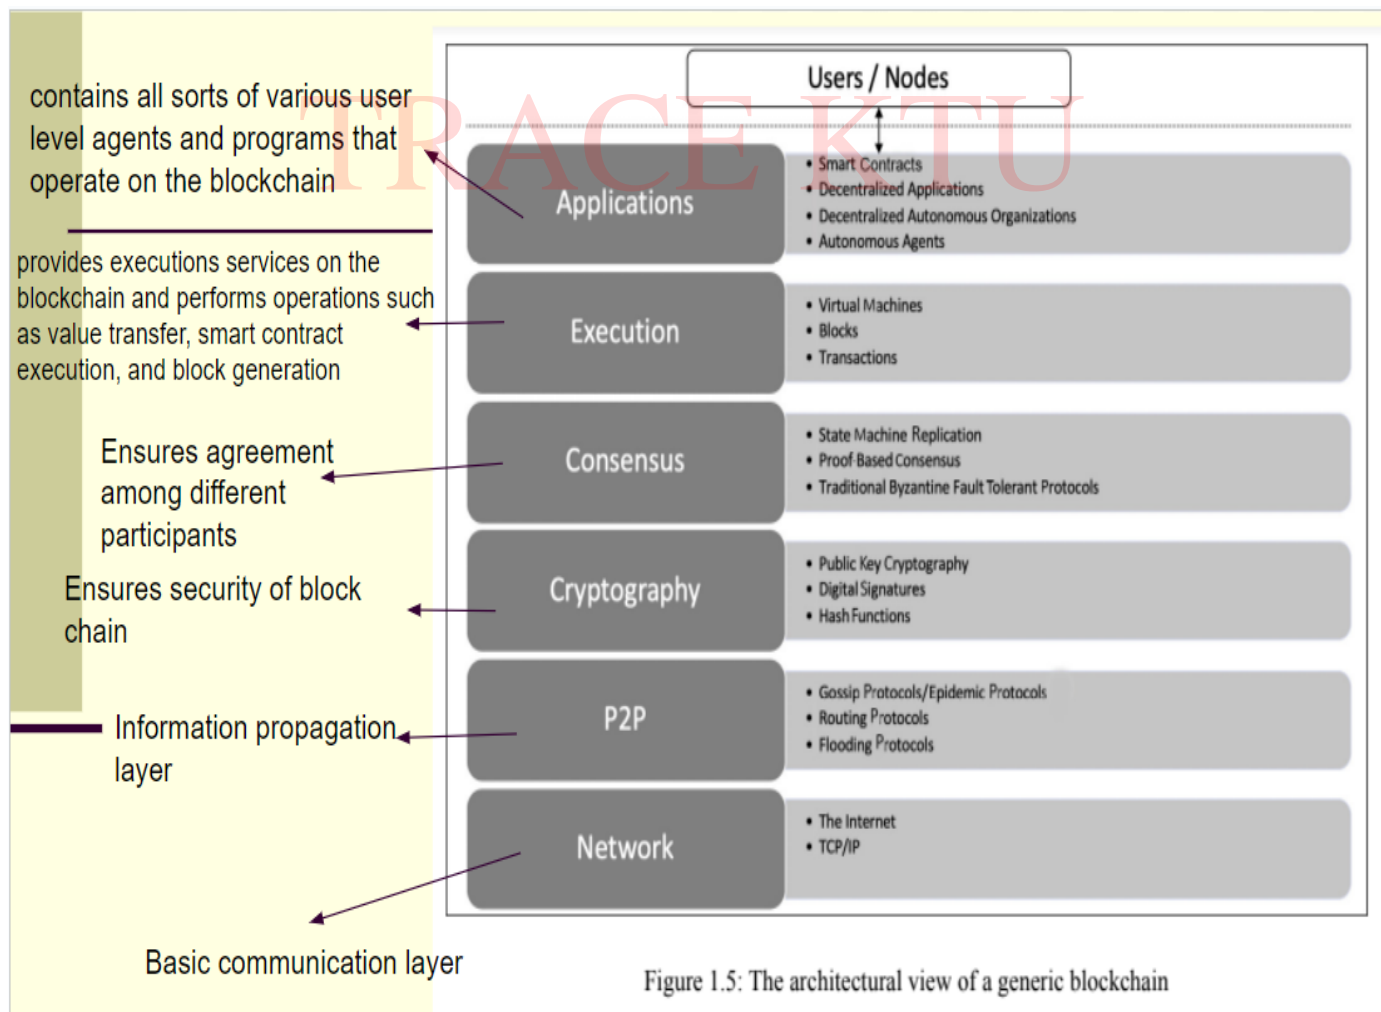 Users / Nodes
TRACE KTU
contains all sorts of various user
level agents and programs that
operate on the blockchain
Applications
• Smart Contracts
• Decentralized Applications
• Decentralized Autonomous Organizations
• Autonomous Agents
provides executions services on the
blockchain and performs operations such
as value transfer, smart contract
execution, and block generation
Execution
• Virtual Machines
• Blocks
• Transactions
Ensures agreement
among different
participants
Consensus
• State Machine Replication
• Proof-Based Consensus
• Traditional Byzantine Fault Tolerant Protocols
Ensures security of block
chain
Cryptography
• Public Key Cryptography
• Digital Signatures
• Hash Functions
Information propagation
layer
P2P
• Gossip Protocols/Epidemic Protocols
• Routing Protocols
• Flooding Protocols
Network
• The Internet
• TCP/IP
Basic communication layer
Figure 1.5: The architectural view of a generic blockchain